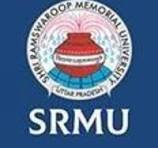 SHRI RAMSWAROOP MEMORIAL UNIVERSITY
UTTAR PRADESH
SRMU